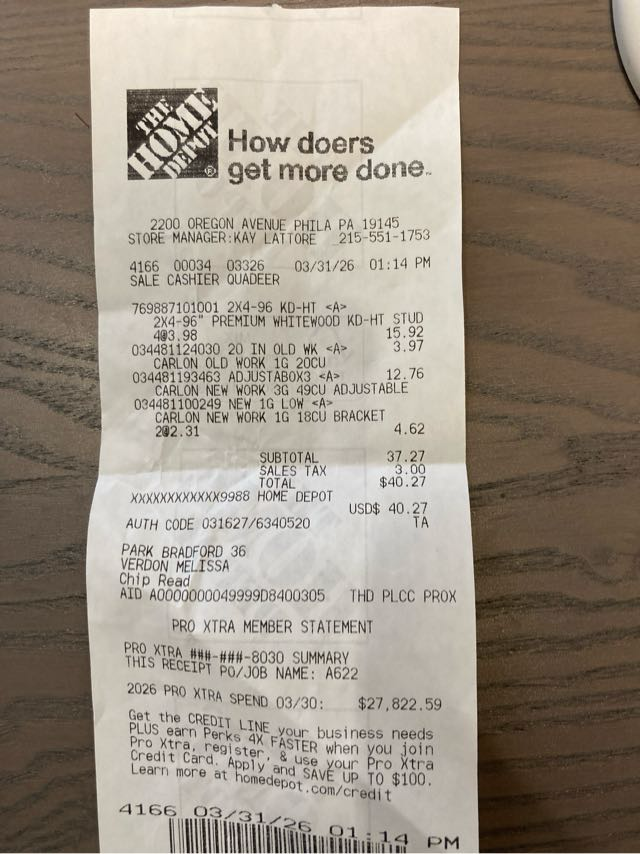 THE HOME DEPOT
How doers
get more done.
2200 OREGON AVENUE PHILA PA 19145
STORE MANAGER:KAY LATTORE 215-551-1753
4166 00034 03326 03/31/26 01:14 PM
SALE CASHIER QUADEER
769887101001 2X4-96 KD-HT <A>
2X4-96" PREMIUM WHITEWOOD KD-HT STUD
4@3.98 15.92
034481124030 20 IN OLD WK <A> 3.97
CARLON OLD WORK 1G 20CU
034481193463 ADJUSTABOX3 <A> 12.76
CARLON NEW WORK 3G 49CU ADJUSTABLE
034481100249 NEW 1G LOW <A>
CARLON NEW WORK 1G 18CU BRACKET
2@2.31 4.62
SUBTOTAL 37.27
SALES TAX 3.00
TOTAL $40.27
XXXXXXXXXXXX9988 HOME DEPOT
USD$ 40.27
AUTH CODE 031627/6340520 TA
PARK BRADFORD 36
VERDON MELISSA
Chip Read
AID A0000000049999D8400305 THD PLCC PROX
PRO XTRA MEMBER STATEMENT
PRO XTRA ###-###-8030 SUMMARY
THIS RECEIPT PO/JOB NAME: A622
2026 PRO XTRA SPEND 03/30: $27,822.59
Get the CREDIT LINE your business needs
PLUS earn Perks 4X FASTER when you join
Pro Xtra, register, & use your Pro Xtra
Credit Card. Apply and SAVE UP TO $100.
Learn more at homedepot.com/credit
4166 03/31/26 01:14 PM